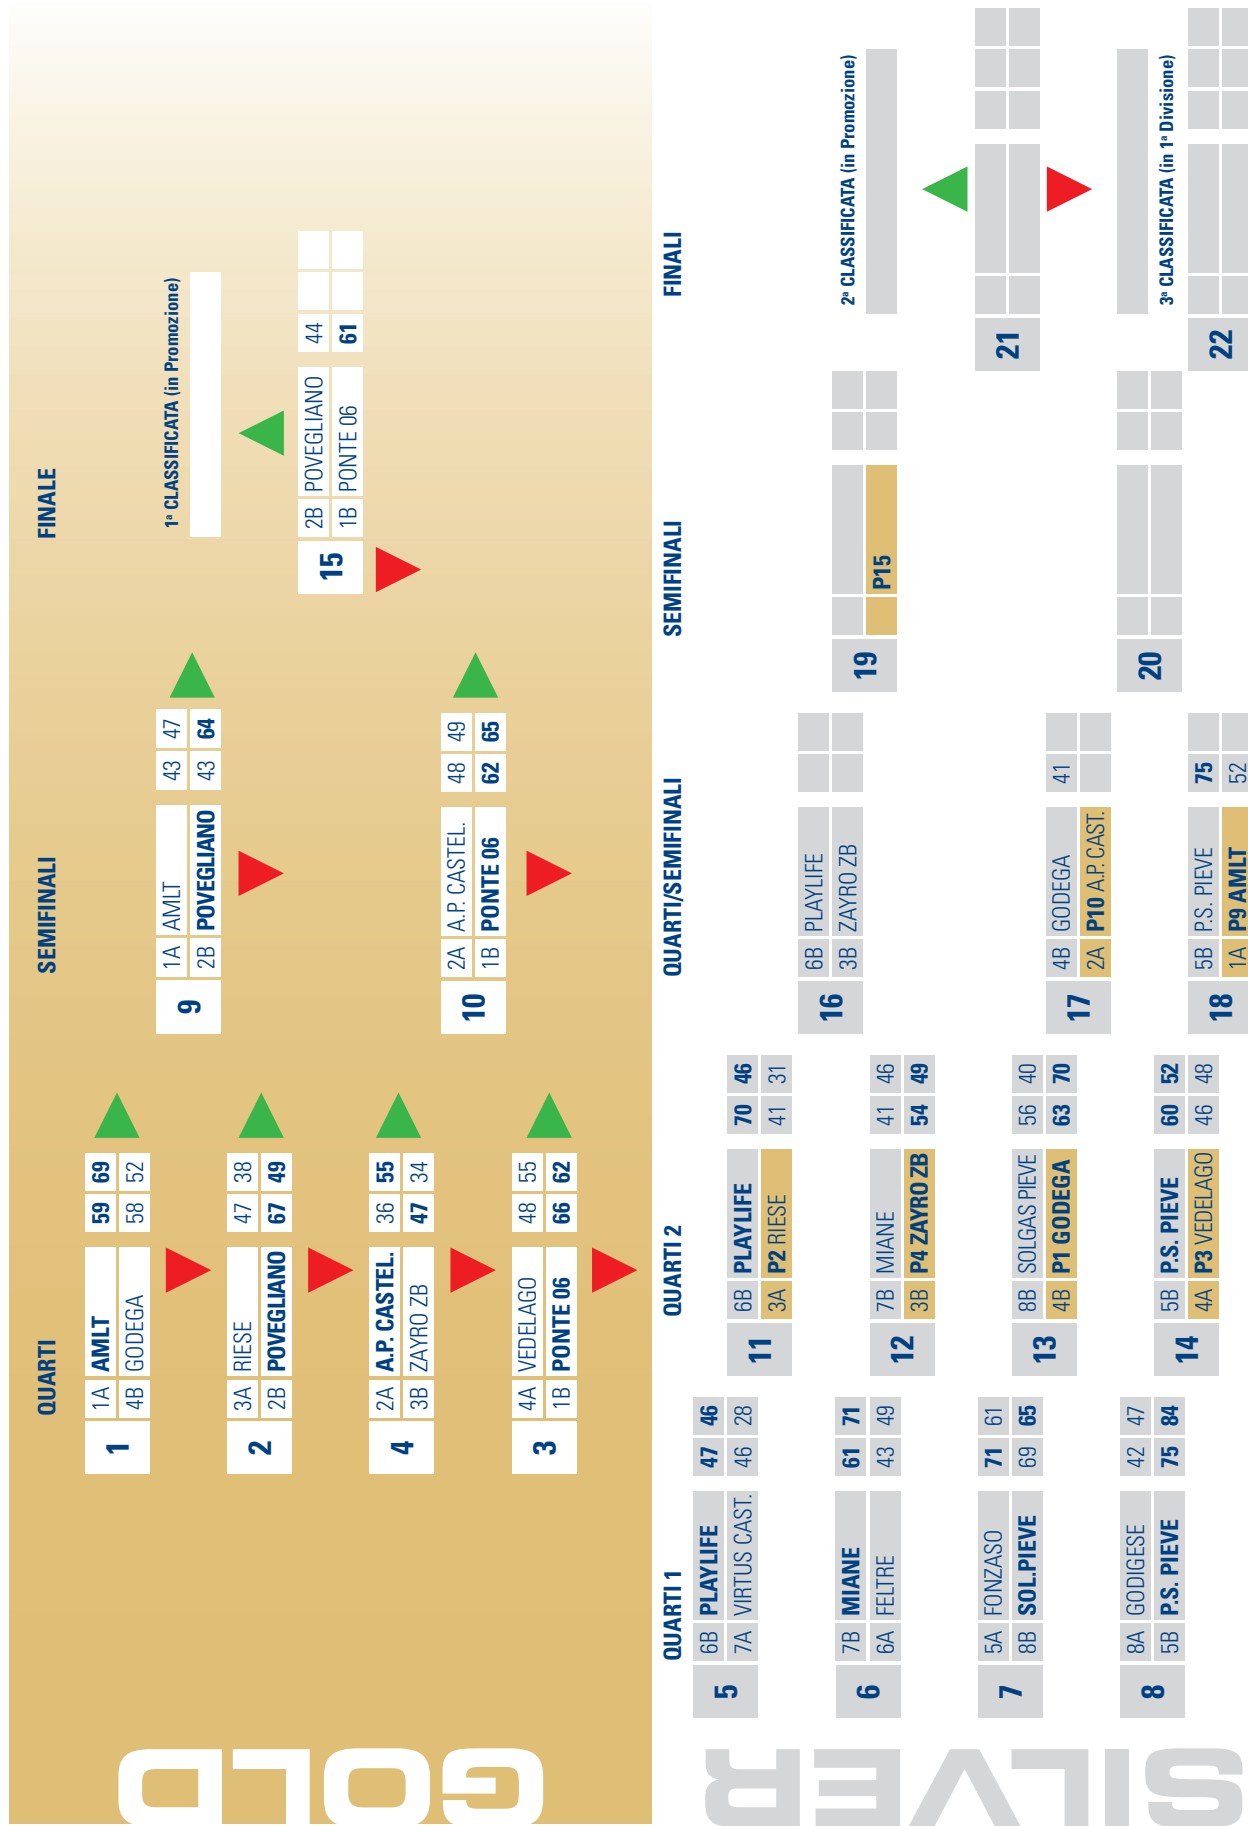 GOLD
QUARTI
1
1A AMLT 59 69
4B GODEGA 58 52
2
3A RIESE 47 38
2B POVEGLIANO 67 49
4
2A A.P. CASTEL. 36 55
3B ZAYRO ZB 47 34
3
4A VEDELAGO 48 55
1B PONTE 06 66 62
SEMIFINALI
9
1A AMLT 43 47
2B POVEGLIANO 43 64
10
2A A.P. CASTEL. 48 49
1B PONTE 06 62 65
FINALE
1ª CLASSIFICATA (in Promozione)
15
2B POVEGLIANO 44
1B PONTE 06 61
SILVER
QUARTI 1
5
6B PLAYLIFE 47 46
7A VIRTUS CAST. 46 28
6
7B MIANE 61 71
6A FELTRE 43 49
7
5A FONZASO 71 61
8B SOL.PIEVE 69 65
8
8A GODIGESE 42 47
5B P.S. PIEVE 75 84
QUARTI 2
11
6B PLAYLIFE 70 46
3A P2 RIESE 41 31
12
7B MIANE 41 46
3B P4 ZAYRO ZB 54 49
13
8B SOLGAS PIEVE 56 40
4B P1 GODEGA 63 70
14
5B P.S. PIEVE 60 52
4A P3 VEDELAGO 46 48
QUARTI/SEMIFINALI
16
6B PLAYLIFE
3B ZAYRO ZB
17
4B GODEGA 41
2A P10 A.P. CAST.
18
5B P.S. PIEVE 75
1A P9 AMLT 52
SEMIFINALI
19
P15
20
FINALI
2ª CLASSIFICATA (in Promozione)
21
3ª CLASSIFICATA (in 1ª Divisione)
22